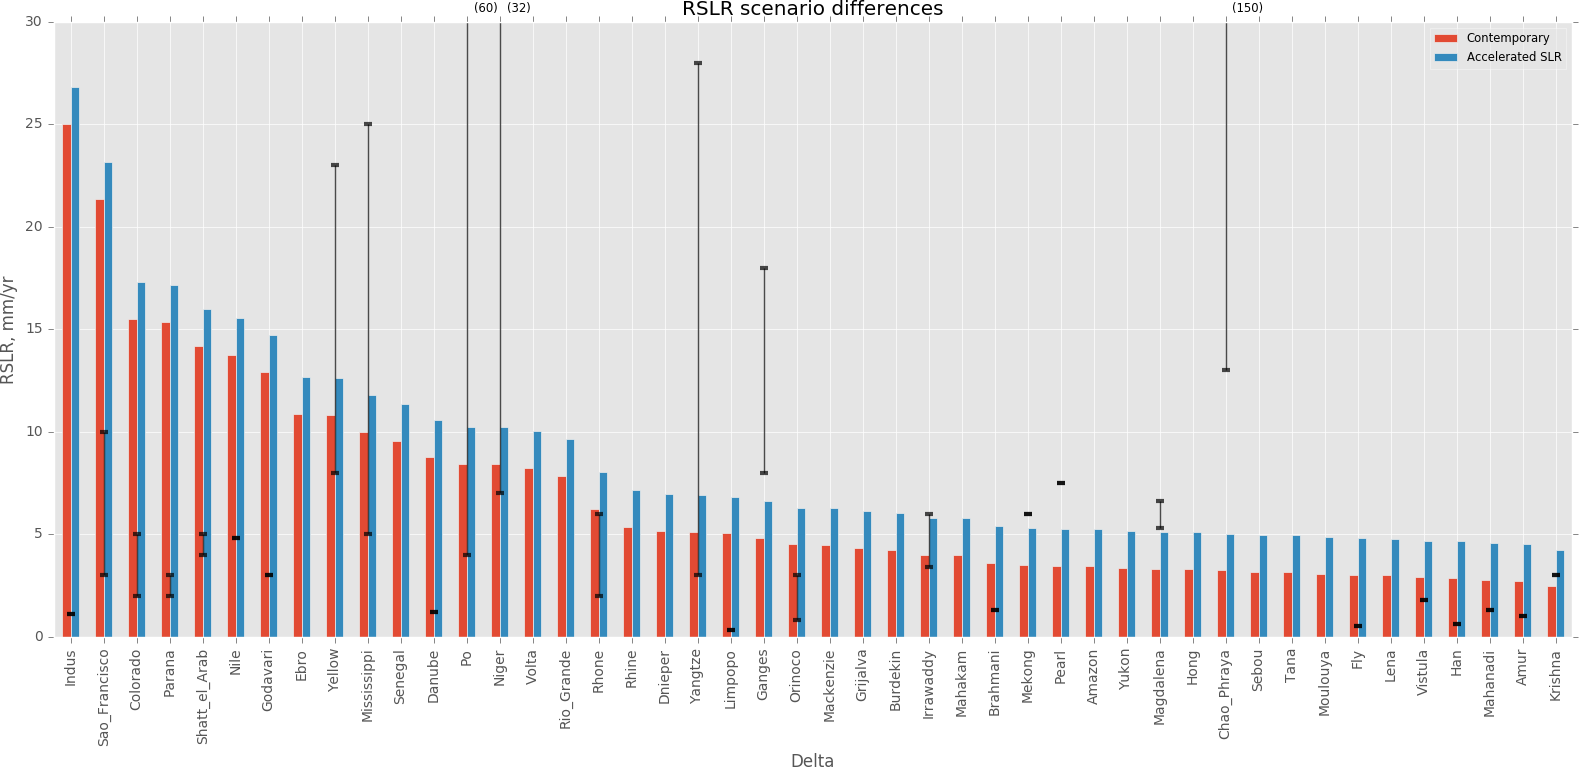 (60) (32) RSLR scenario differences (150)
Contemporary
Accelerated SLR
RSLR, mm/yr
30
25
20
15
10
5
0
Indus
Sao_Francisco
Colorado
Parana
Shatt_el_Arab
Nile
Godavari
Ebro
Yellow
Mississippi
Senegal
Danube
Po
Niger
Volta
Rio_Grande
Rhone
Rhine
Dnieper
Yangtze
Limpopo
Ganges
Orinoco
Mackenzie
Grijalva
Burdekin
Irrawaddy
Mahakam
Brahmani
Mekong
Pearl
Amazon
Yukon
Magdalena
Hong
Chao_Phraya
Sebou
Tana
Moulouya
Fly
Lena
Vistula
Han
Mahanadi
Amur
Krishna
Delta